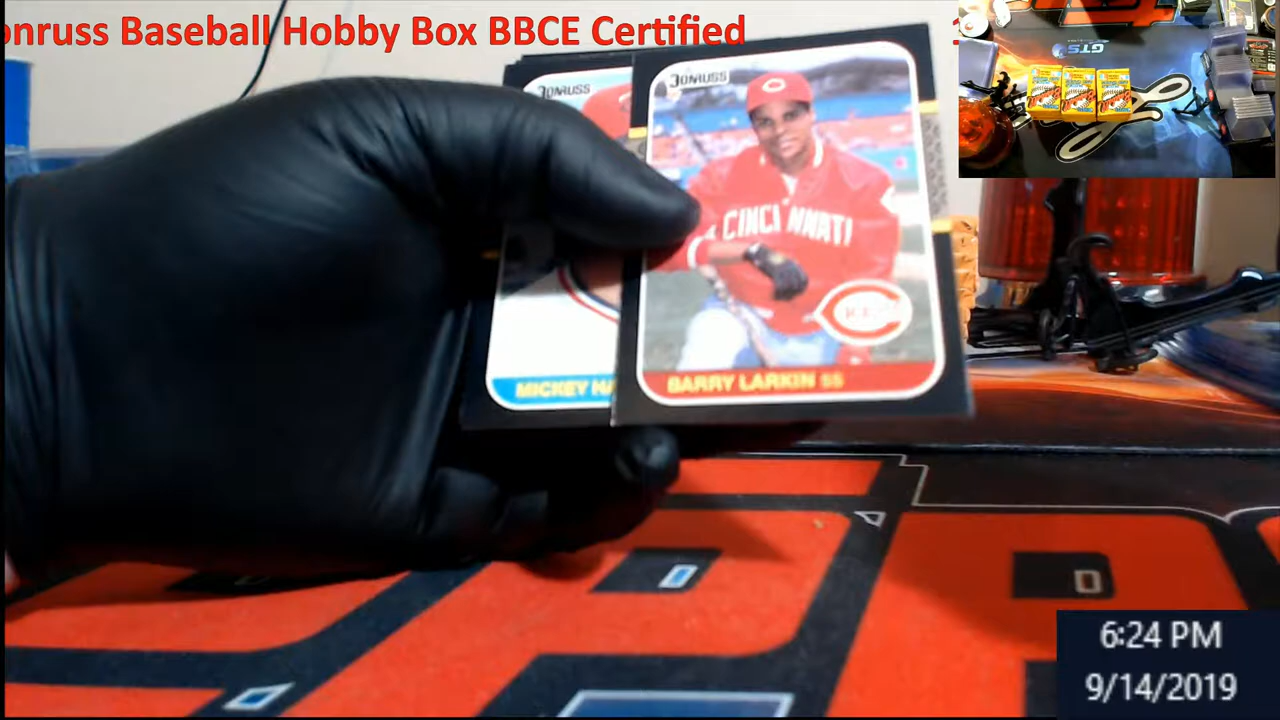 onruss Baseball Hobby Box BBCE Certified
GTS
DONRUSS
DONRUSS
CINCINNATI
REDS
MICKEY HA
BARRY LARKIN SS
6:24 PM
9/14/2019